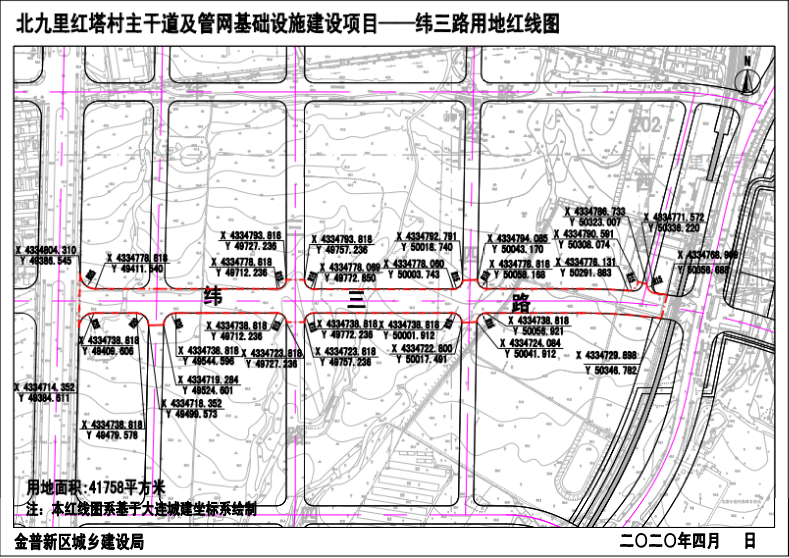 北九里红塔村主干道及管网基础设施建设项目——纬三路用地红线图
N
202
X 4334804.310
Y 49386.545
X 4334778.818
Y 49411.540
X 4334793.818
Y 49727.236
X 4334778.818
Y 49712.236
X 4334793.818
Y 49757.236
X 4334778.069
Y 49772.850
X 4334792.791
Y 50018.740
X 4334778.060
Y 50003.743
X 4334794.085
Y 50043.170
X 4334778.818
Y 50058.168
X 4334786.733
Y 50323.007
X 4334790.591
Y 50308.074
X 4334776.131
Y 50291.883
X 4334771.572
Y 50336.220
X 4334768.909
Y 50356.688
纬三路
X 4334738.818
Y 49406.606
X 4334714.352
Y 49384.611
X 4334738.818
Y 49479.578
X 4334718.352
Y 49499.573
X 4334719.284
Y 49524.601
X 4334738.818
Y 49544.596
X 4334738.818
Y 49712.236
X 4334723.818
Y 49727.236
X 4334738.818
Y 49772.236
X 4334723.818
Y 49757.236
X 4334738.818
Y 50001.912
X 4334722.800
Y 50017.491
X 4334738.818
Y 50056.921
X 4334724.084
Y 50041.912
X 4334729.898
Y 50346.782
用地面积:41758平方米
注：本红线图系基于大连城建坐标系绘制
金普新区城乡建设局
二〇二〇年四月 日